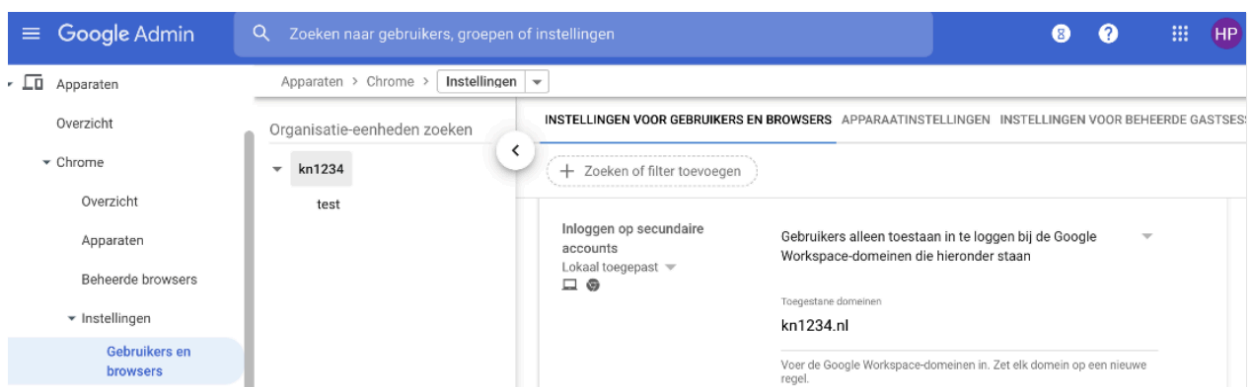 Google Admin
Zoeken naar gebruikers, groepen of instellingen
8
?
HP
Apparaten
Overzicht
Chrome
Overzicht
Apparaten
Beheerde browsers
Instellingen
Gebruikers en
browsers
Apparaten > Chrome > Instellingen
Organisatie-eenheden zoeken
kn1234
test
INSTELLINGEN VOOR GEBRUIKERS EN BROWSERS APPARAATINSTELLINGEN INSTELLINGEN VOOR BEHEERDE GASTSES
+ Zoeken of filter toevoegen
Inloggen op secundaire
accounts
Lokaal toegepast
Gebruikers alleen toestaan in te loggen bij de Google
Workspace-domeinen die hieronder staan
Toegestane domeinen
kn1234.nl
Voer de Google Workspace-domeinen in. Zet elk domein op een nieuwe
regel.